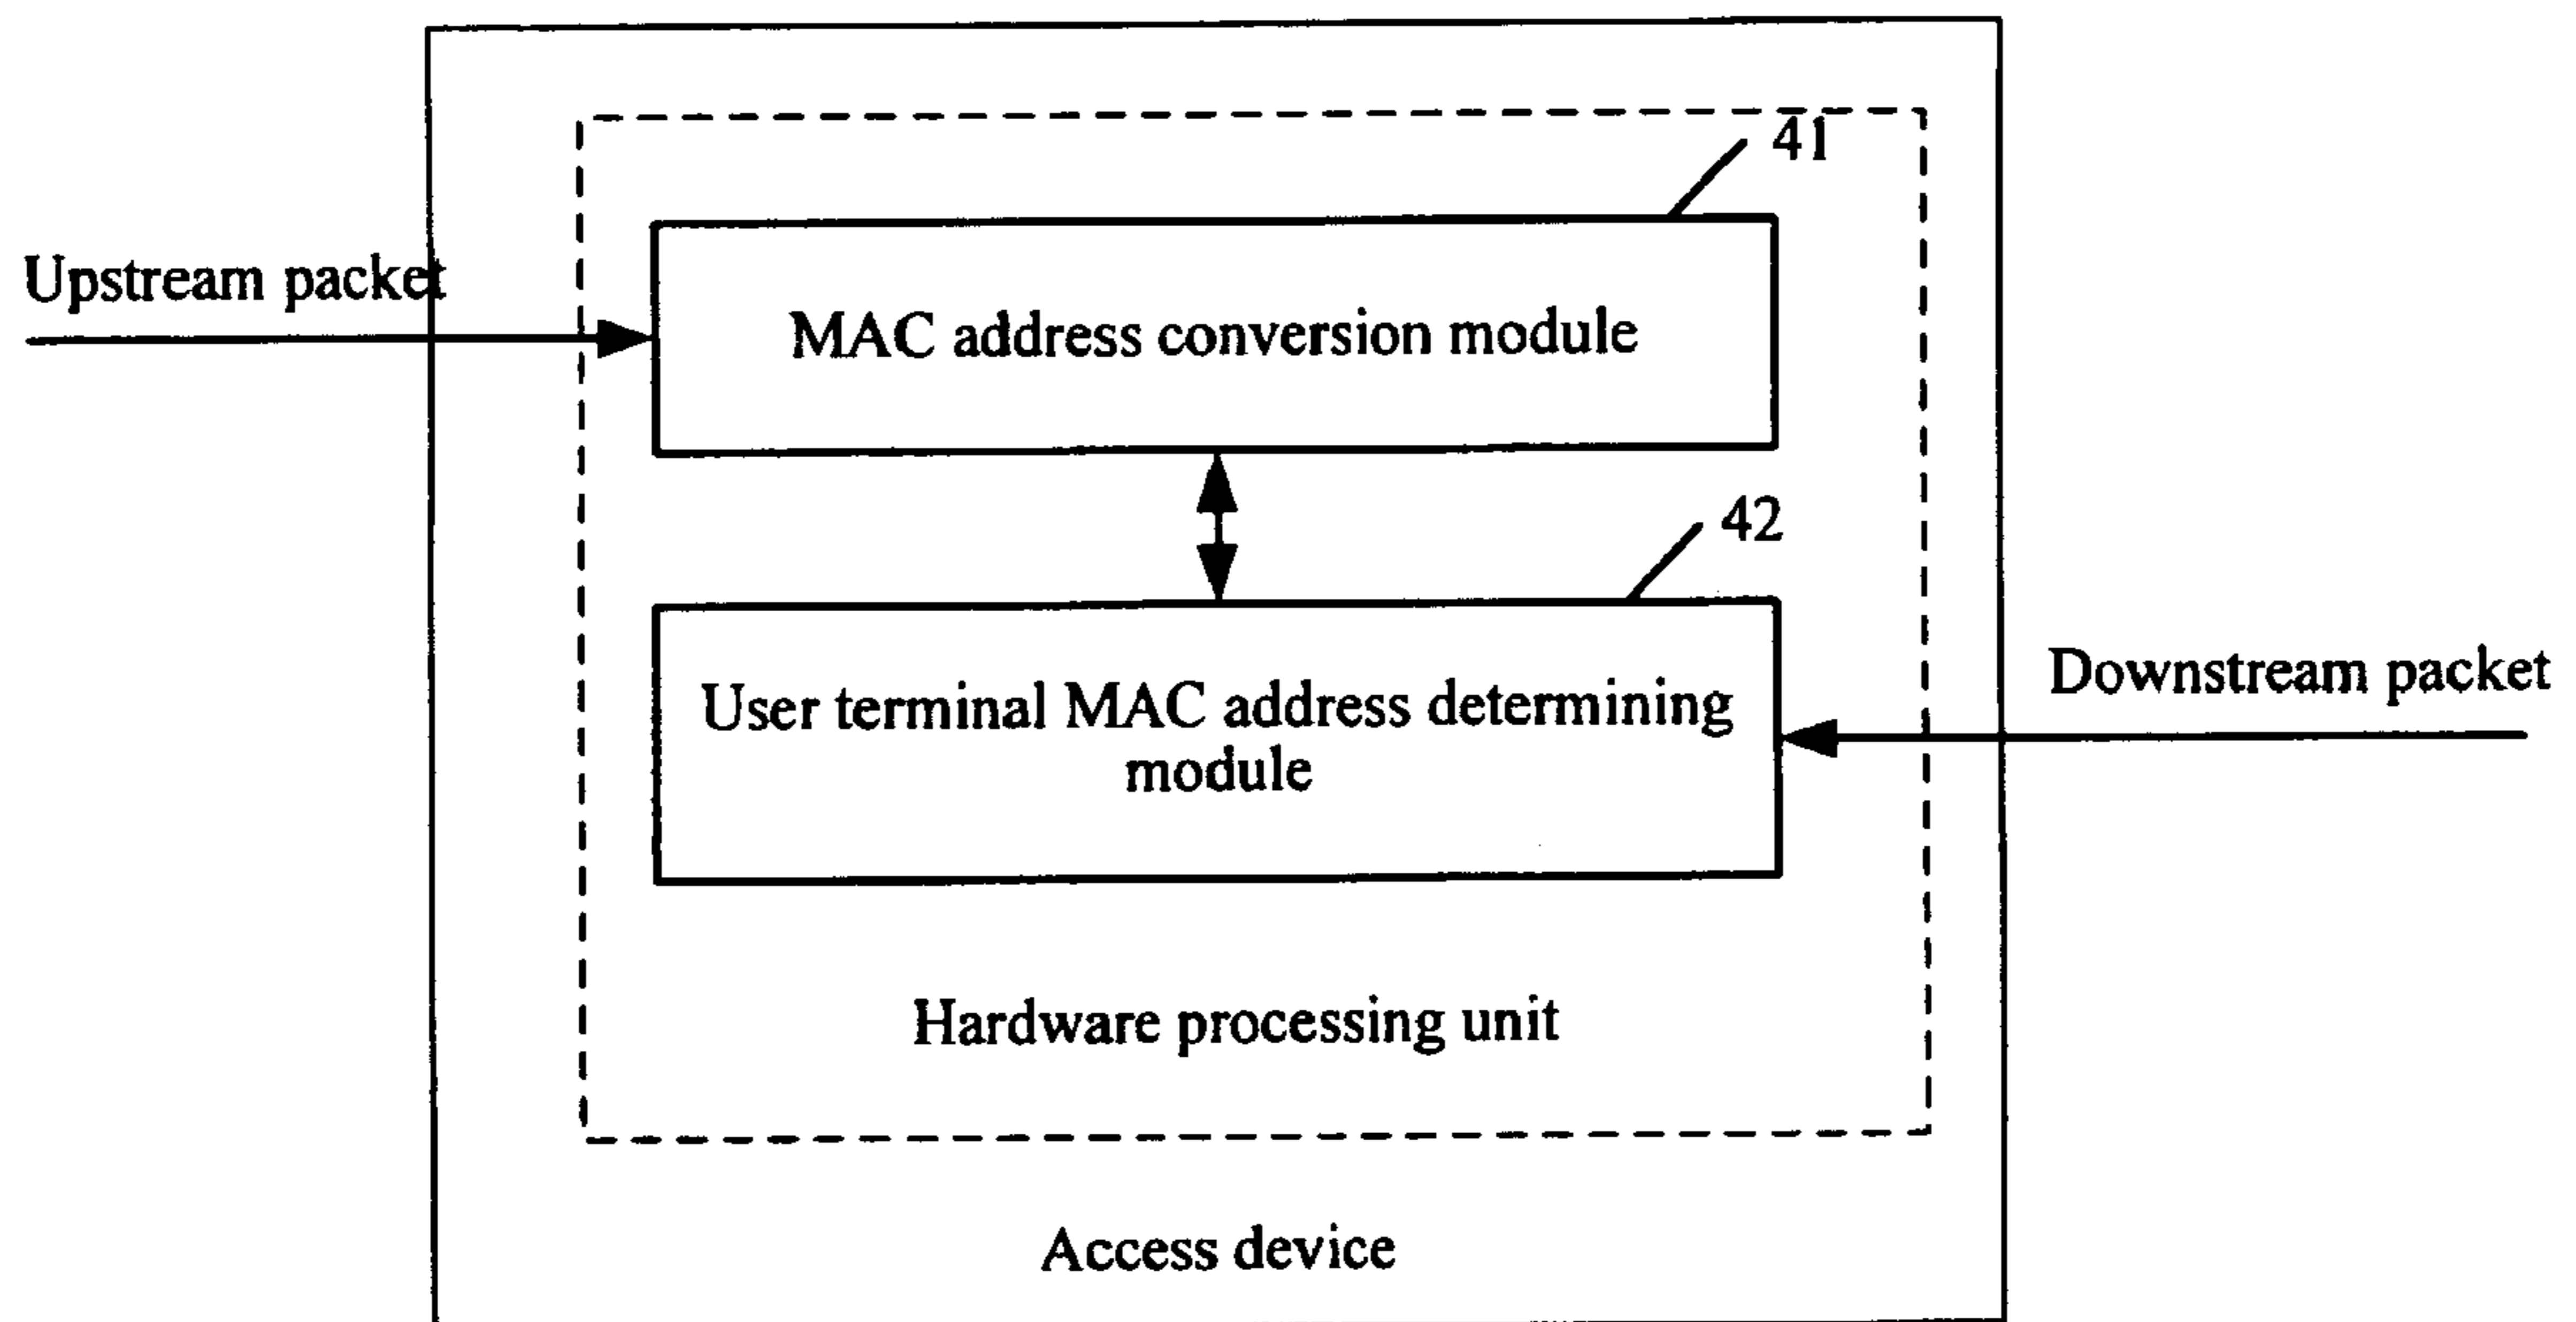 41
Upstream packet
MAC address conversion module
42
User terminal MAC address determining
module
Downstream packet
Hardware processing unit
Access device